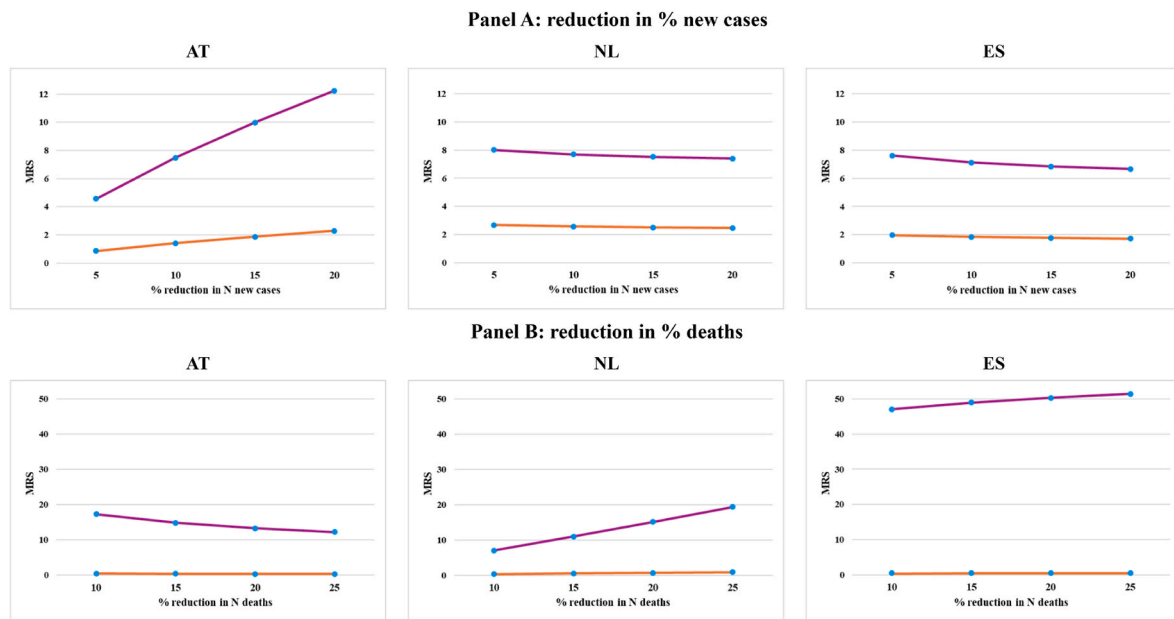 Panel A: reduction in % new cases
AT
NL
ES
12
10
8
6
4
2
0
MRS
5 10 15 20
% reduction in N new cases
12
10
8
6
4
2
0
MRS
5 10 15 20
% reduction in N new cases
12
10
8
6
4
2
0
MRS
5 10 15 20
% reduction in N new cases
Panel B: reduction in % deaths
AT
NL
ES
50
40
30
20
10
0
MRS
10 15 20 25
% reduction in N deaths
50
40
30
20
10
0
MRS
10 15 20 25
% reduction in N deaths
50
40
30
20
10
0
MRS
10 15 20 25
% reduction in N deaths